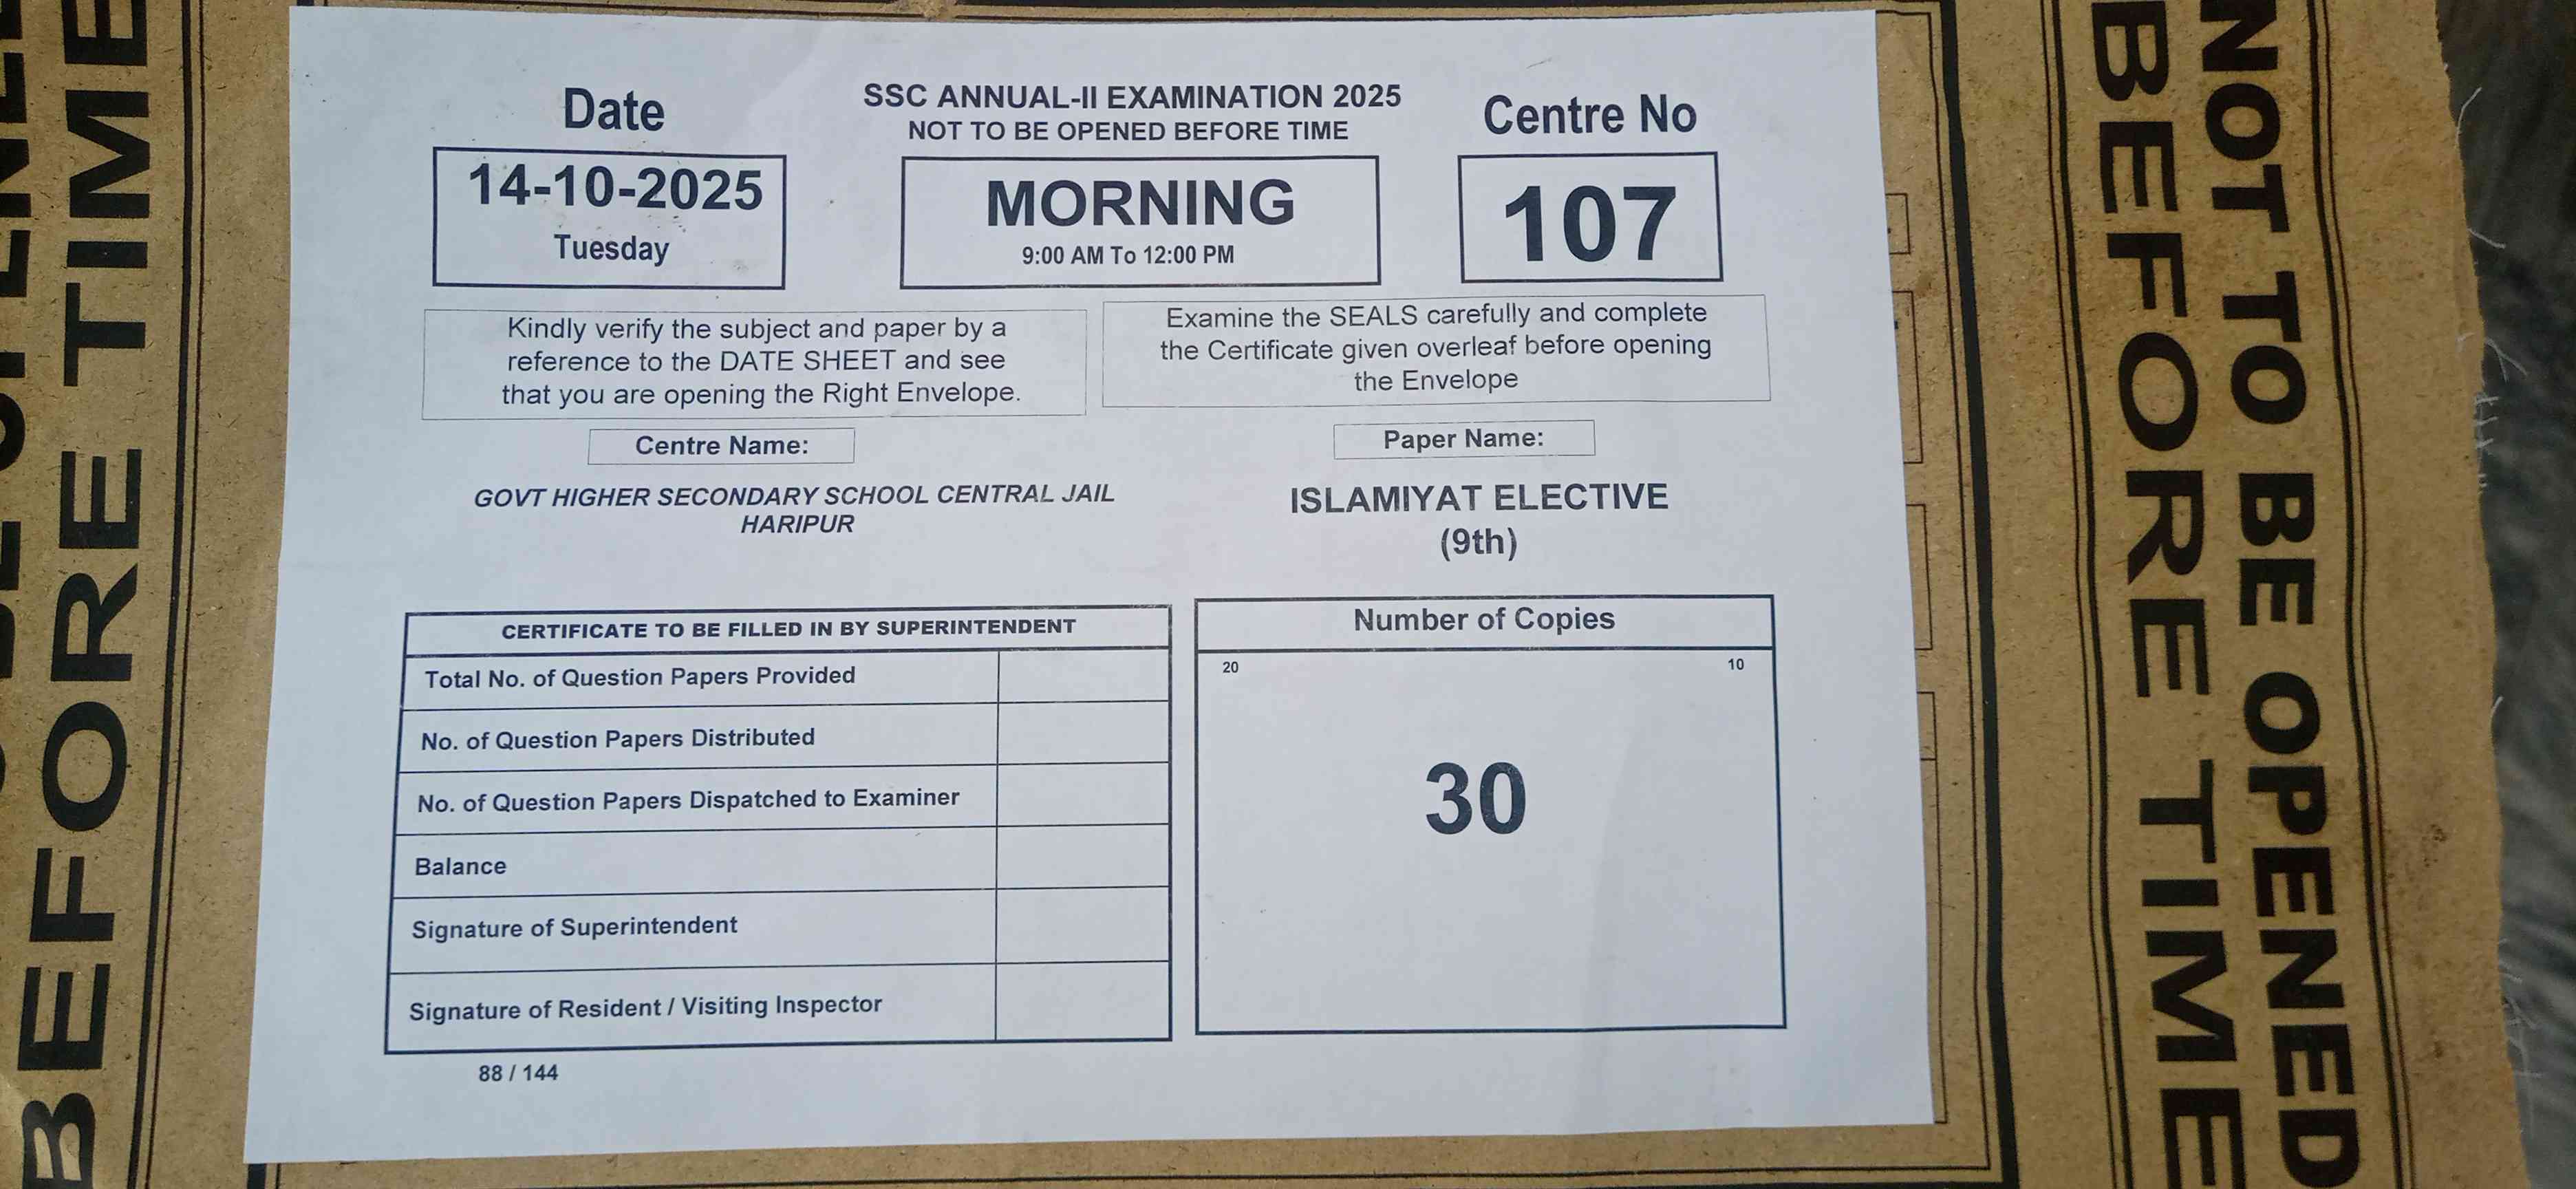 Date
14-10-2025
Tuesday
SSC ANNUAL-II EXAMINATION 2025
NOT TO BE OPENED BEFORE TIME
MORNING
9:00 AM To 12:00 PM
Centre No
107
Kindly verify the subject and paper by a
reference to the DATE SHEET and see
that you are opening the Right Envelope.
Examine the SEALS carefully and complete
the Certificate given overleaf before opening
the Envelope
Centre Name:
GOVT HIGHER SECONDARY SCHOOL CENTRAL JAIL
HARIPUR
Paper Name:
ISLAMIYAT ELECTIVE
(9th)
CERTIFICATE TO BE FILLED IN BY SUPERINTENDENT
Total No. of Question Papers Provided
No. of Question Papers Distributed
No. of Question Papers Dispatched to Examiner
Balance
Signature of Superintendent
Signature of Resident / Visiting Inspector
Number of Copies
20 10
30
88 / 144
BEFORE TIME
NOT TO BE OPENED
BEFORE TIME